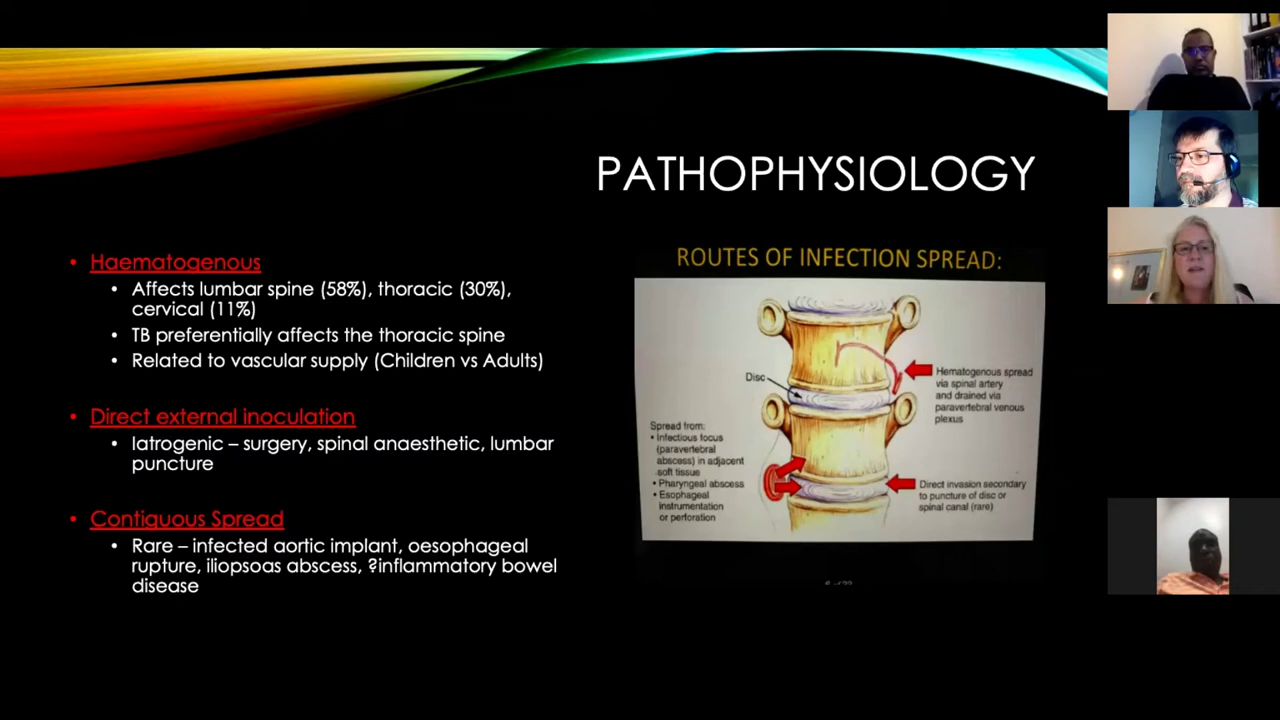 PATHOPHYSIOLOGY
• Haematogenous
• Affects lumbar spine (58%), thoracic (30%),
cervical (11%)
• TB preferentially affects the thoracic spine
• Related to vascular supply (Children vs Adults)
• Direct external inoculation
• Iatrogenic – surgery, spinal anaesthetic, lumbar
puncture
• Contiguous Spread
• Rare – infected aortic implant, oesophageal
rupture, iliopsoas abscess, ?inflammatory bowel
disease
ROUTES OF INFECTION SPREAD:
Disc
Hematogenous spread
via spinal artery
and drained via
paravertebral venous
plexus
Spread from:
• Infectious focus
(paravertebral
abscess) in adjacent
soft tissue
• Pharyngeal abscess
• Esophageal
instrumentation
or perforation
Direct invasion secondary
to puncture of disc or
spinal canal (rare)